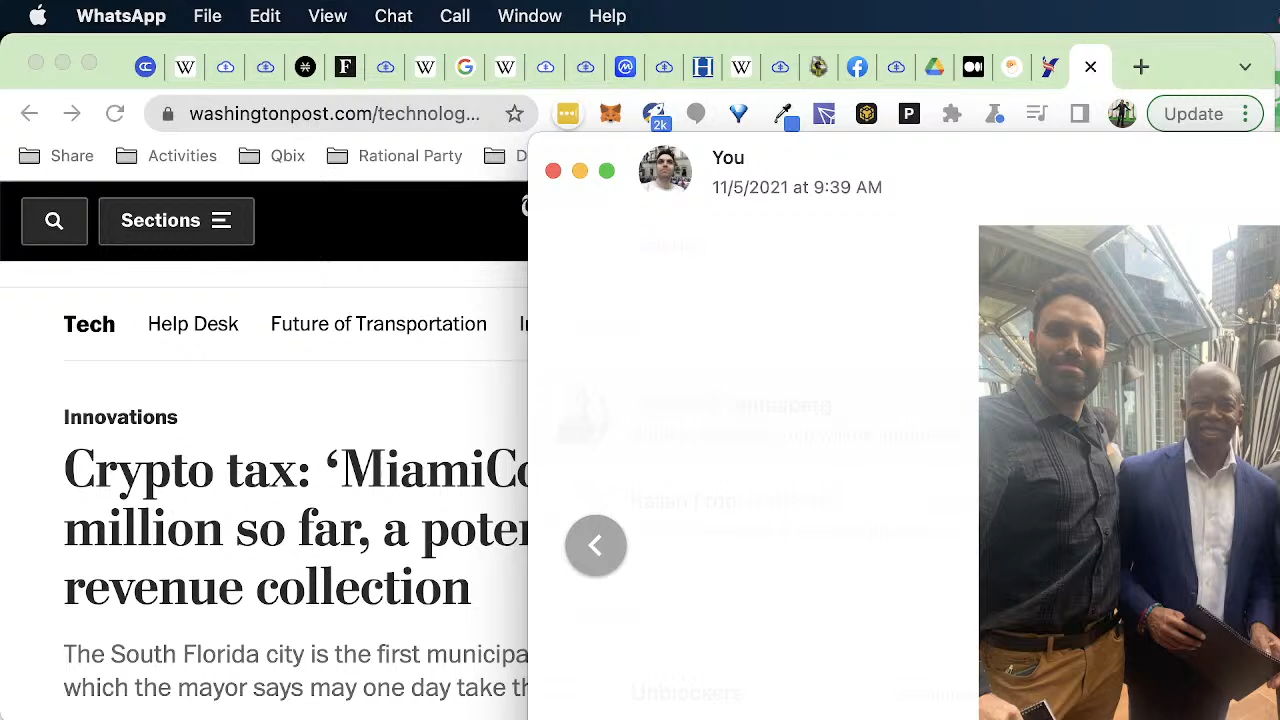 WhatsApp File Edit View Chat Call Window Help
washingtonpost.com/technolog...
2k
P
Update
Share Activities Qbix Rational Party D
You
11/5/2021 at 9:39 AM
Sections
Tech Help Desk Future of Transportation I
Innovations
Crypto tax: ‘MiamiCo
million so far, a poten
revenue collection
The South Florida city is the first municipa
which the mayor says may one day take th
Unblockers